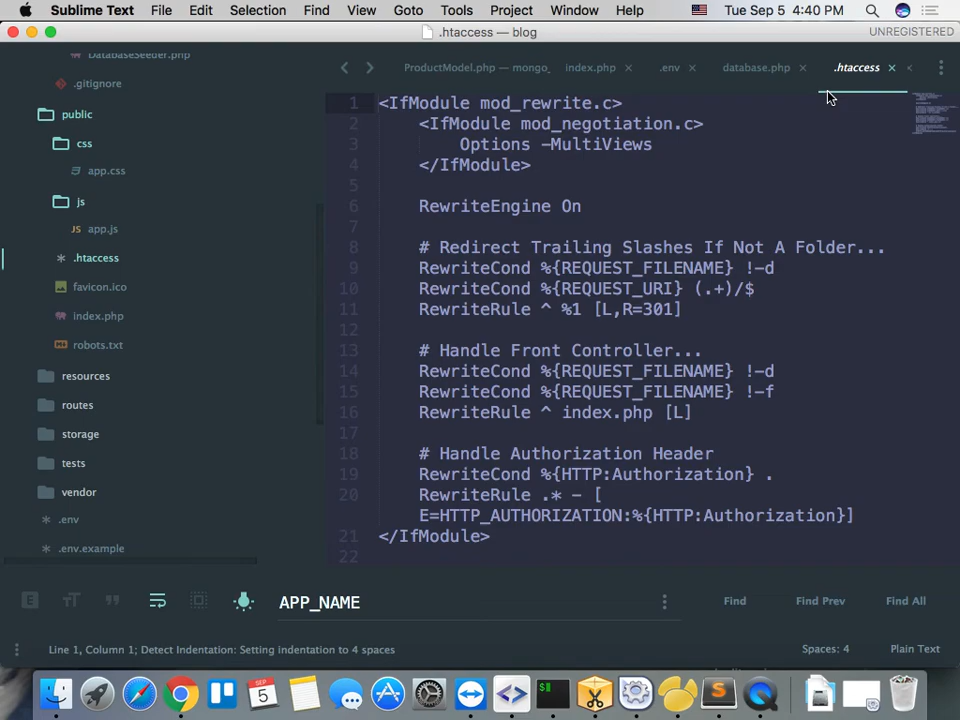 Sublime Text File Edit Selection Find View Goto Tools Project Window Help Tue Sep 5 4:40 PM
.htaccess — blog UNREGISTERED
DatabaseSeeder.php
.gitignore
public
css
app.css
js
app.js
.htaccess
favicon.ico
index.php
robots.txt
resources
routes
storage
tests
vendor
.env
.env.example
ProductModel.php — mongo_ index.php × .env × database.php × .htaccess ×
1 <IfModule mod_rewrite.c>
2 <IfModule mod_negotiation.c>
3 Options -MultiViews
4 </IfModule>
5
6 RewriteEngine On
7
8 # Redirect Trailing Slashes If Not A Folder...
9 RewriteCond %{REQUEST_FILENAME} !-d
10 RewriteCond %{REQUEST_URI} (.+)/$
11 RewriteRule ^ %1 [L,R=301]
12
13 # Handle Front Controller...
14 RewriteCond %{REQUEST_FILENAME} !-d
15 RewriteCond %{REQUEST_FILENAME} !-f
16 RewriteRule ^ index.php [L]
17
18 # Handle Authorization Header
19 RewriteCond %{HTTP:Authorization} .
20 RewriteRule .* - [
E=HTTP_AUTHORIZATION:%{HTTP:Authorization}]
21 </IfModule>
22
APP_NAME Find Find Prev Find All
Line 1, Column 1; Detect Indentation: Setting indentation to 4 spaces Spaces: 4 Plain Text
SEP
5